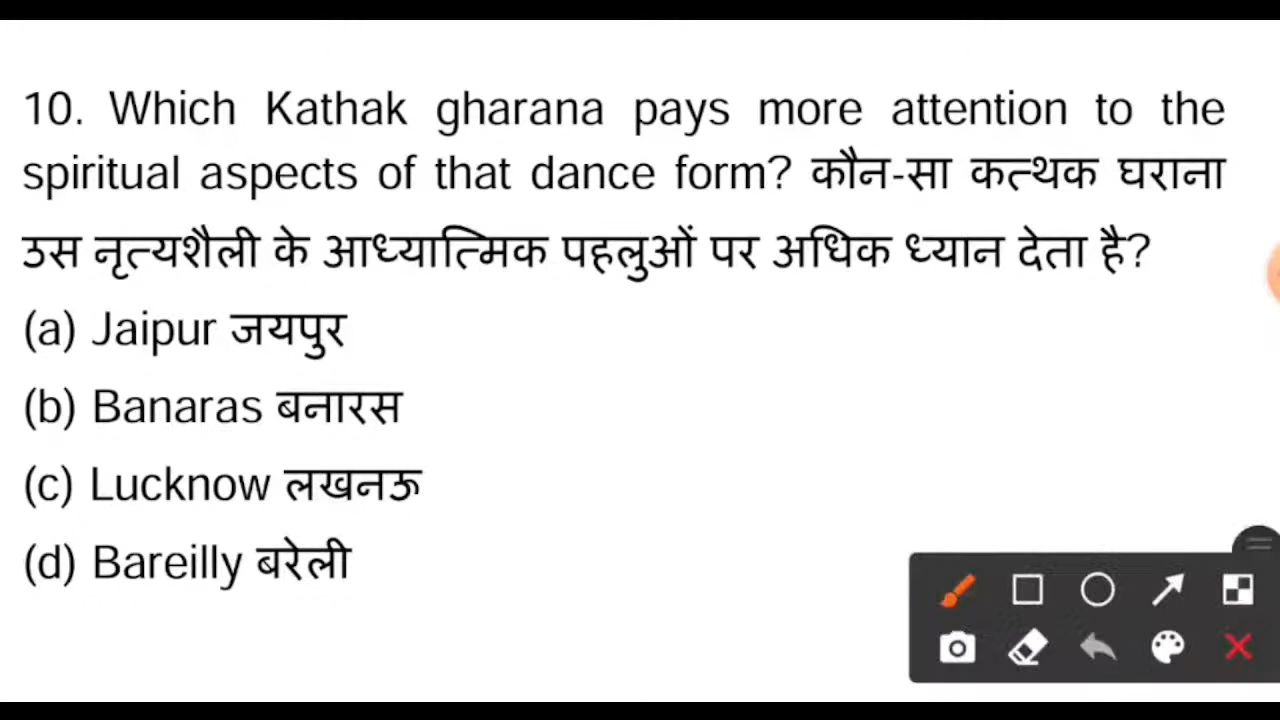 10. Which Kathak gharana pays more attention to the
spiritual aspects of that dance form? कौन-सा कत्थक घराना
उस नृत्यशैली के आध्यात्मिक पहलुओं पर अधिक ध्यान देता है?
(a) Jaipur जयपुर
(b) Banaras बनारस
(c) Lucknow लखनऊ
(d) Bareilly बरेली